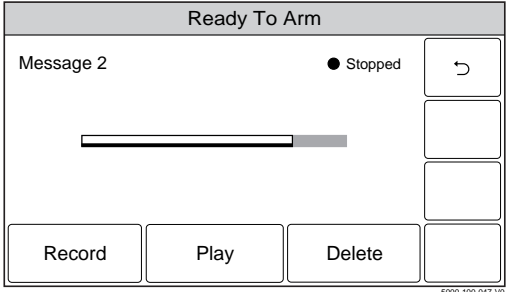 Ready To Arm
Message 2
Stopped
Record
Play
Delete